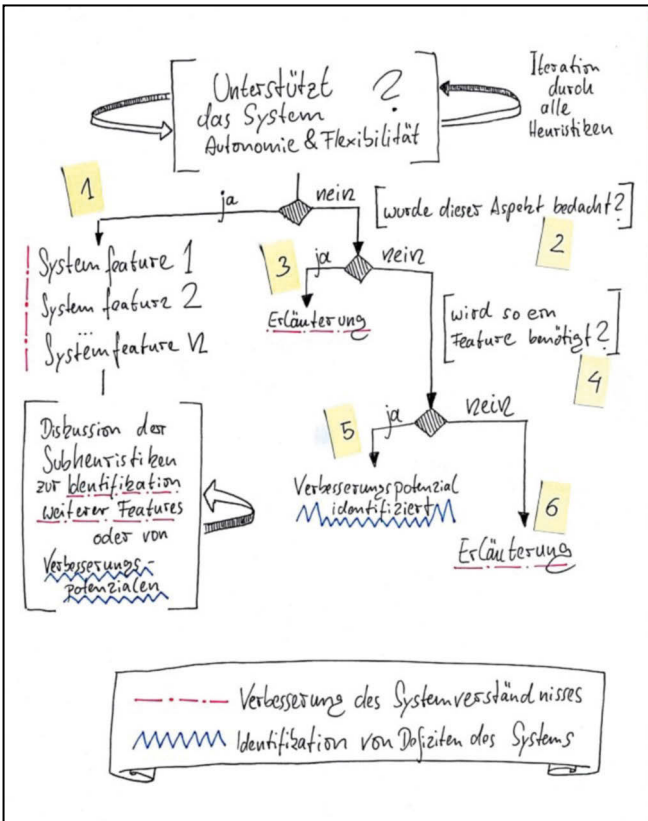 Unterstützt ?
das System
Autonomie & Flexibilität
Iteration
durch
alle
Heuristiken
1
ja
nein
[wurde dieser Aspekt bedacht?]
2
System feature 1
System feature 2
...
System feature n
3
ja
nein
Erläuterung
[wird so ein
Feature benötigt?]
4
5
ja
nein
Diskussion der
Subheuristiken
zur Identifikation
weiterer Features
oder von
Verbesserungs-
potenzialen
Verbesserungspotenzial
identifiziert
6
Erläuterung
Verbesserung des Systemverständnisses
Identifikation von Defiziten des Systems